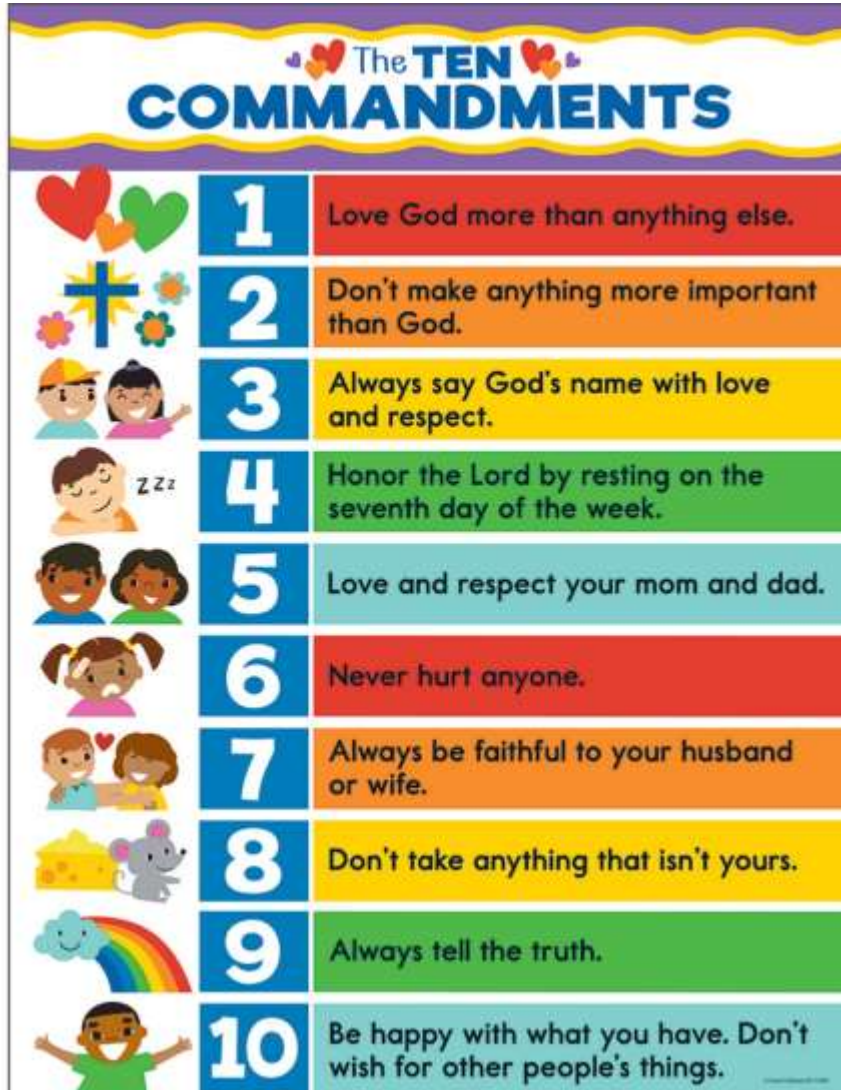 The TEN
COMMANDMENTS
1
Love God more than anything else.
2
Don't make anything more important
than God.
3
Always say God's name with love
and respect.
zzz
4
Honor the Lord by resting on the
seventh day of the week.
5
Love and respect your mom and dad.
6
Never hurt anyone.
7
Always be faithful to your husband
or wife.
8
Don't take anything that isn't yours.
9
Always tell the truth.
10
Be happy with what you have. Don't
wish for other people's things.